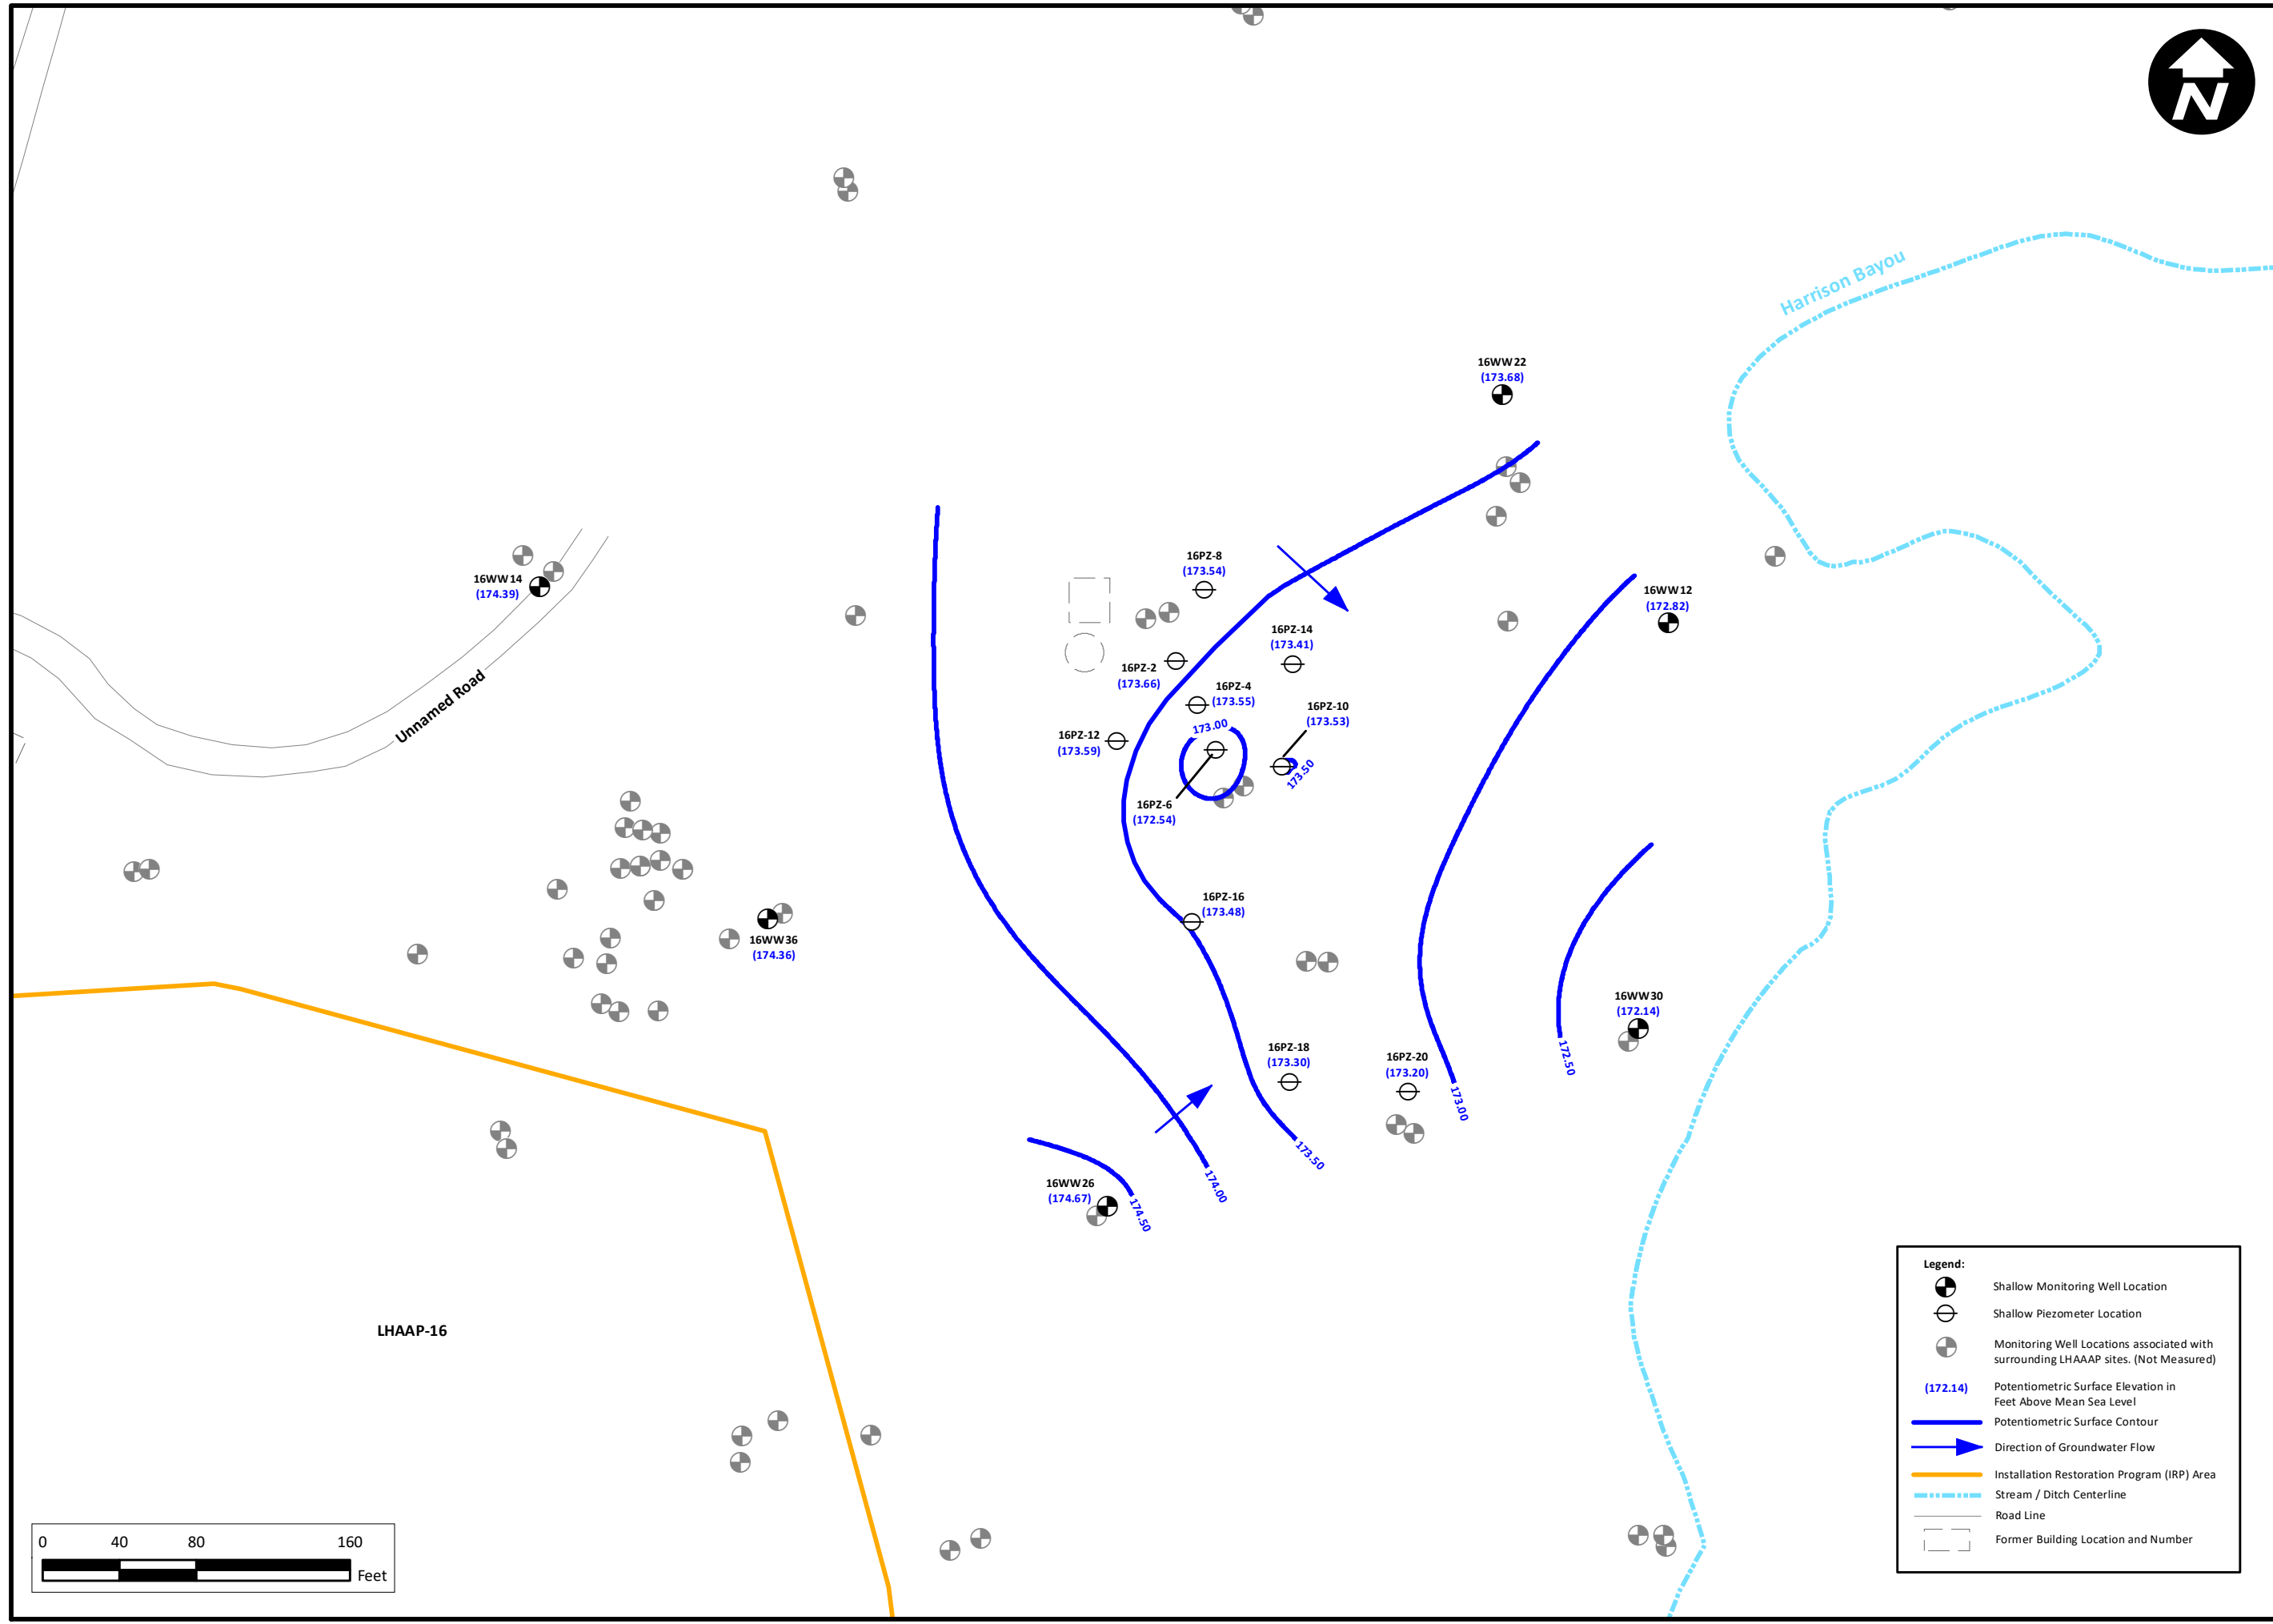 N
Harrison Bayou
16WW22
(173.68)
16PZ-8
(173.54)
16WW14
(174.39)
16WW12
(172.82)
16PZ-14
(173.41)
16PZ-2
(173.66)
16PZ-4
(173.55)
Unnamed Road
16PZ-10
(173.53)
173.00
16PZ-12
(173.59)
173.50
16PZ-6
(172.54)
16PZ-16
(173.48)
16WW36
(174.36)
16WW30
(172.14)
16PZ-18
(173.30)
16PZ-20
(173.20)
172.50
173.00
173.50
16WW26
(174.67)
174.00
174.50
LHAAP-16
Legend:
Shallow Monitoring Well Location
Shallow Piezometer Location
Monitoring Well Locations associated with
surrounding LHAAAP sites. (Not Measured)
(172.14)
Potentiometric Surface Elevation in
Feet Above Mean Sea Level
Potentiometric Surface Contour
Direction of Groundwater Flow
Installation Restoration Program (IRP) Area
Stream / Ditch Centerline
Road Line
Former Building Location and Number
0 40 80 160
Feet